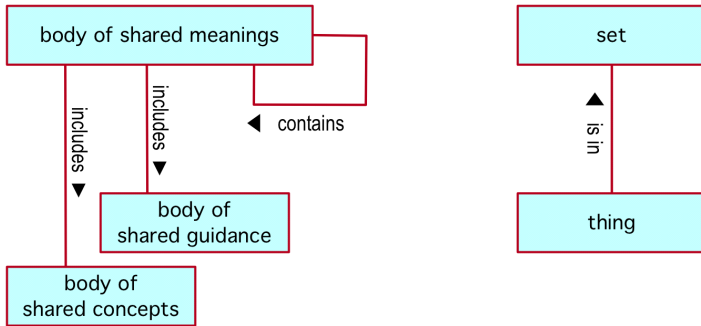 body of shared meanings
set
includes
includes
contains
is in
body of
shared guidance
thing
body of
shared concepts